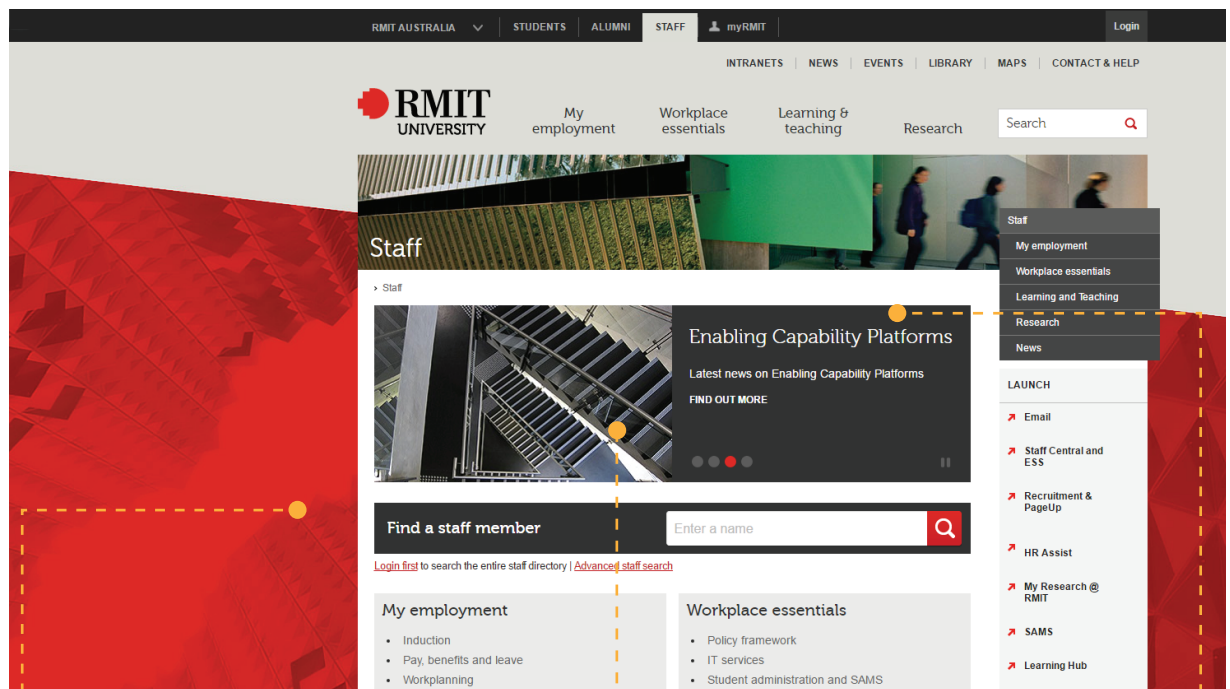 RMIT AUSTRALIA
STUDENTS
ALUMNI
STAFF
myRMIT
Login
INTRANETS
NEWS
EVENTS
LIBRARY
MAPS
CONTACT & HELP
RMIT
UNIVERSITY
My
employment
Workplace
essentials
Learning &
teaching
Research
Search
Staff
Staff
My employment
Workplace essentials
Learning and Teaching
Research
News
› Staff
Enabling Capability Platforms
Latest news on Enabling Capability Platforms
FIND OUT MORE
LAUNCH
Email
Staff Central and
ESS
Recruitment &
PageUp
HR Assist
My Research @
RMIT
SAMS
Learning Hub
Find a staff member
Enter a name
Login first to search the entire staff directory | Advanced staff search
My employment
• Induction
• Pay, benefits and leave
• Workplanning
Workplace essentials
• Policy framework
• IT services
• Student administration and SAMS